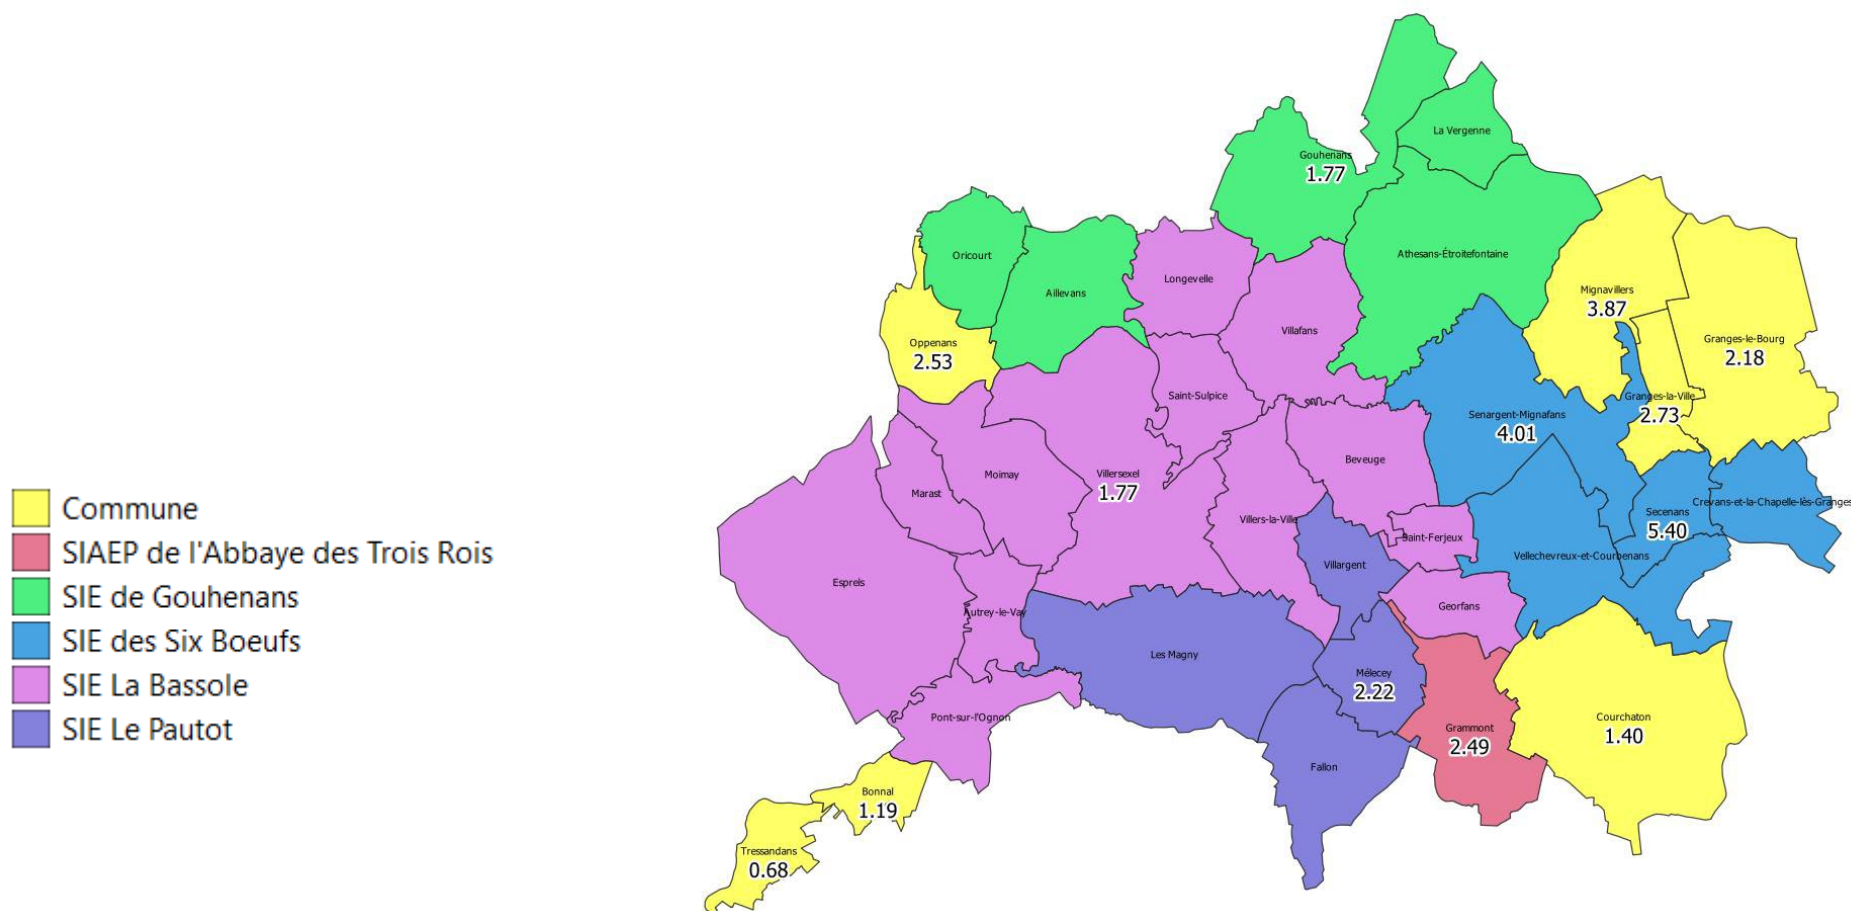 Commune
SIAEP de l'Abbaye des Trois Rois
SIE de Gouhenans
SIE des Six Boeufs
SIE La Bassole
SIE Le Pautot
La Vergenne
Gouhenans
1.77
Athesans-Étroitefontaine
Oricourt
Aillevans
Longevelle
Villafans
Mignavillers
3.87
Granges-le-Bourg
2.18
Oppenans
2.53
Saint-Sulpice
Granges-la-Ville
2.73
Senargent-Mignafans
4.01
Beveuge
Moimay
Villersexel
1.77
Marast
Villers-la-Ville
Crevans-et-la-Chapelle-lès-Granges
Secenans
5.40
Saint-Ferjeux
Vellechevreux-et-Courbenans
Villargent
Esprels
Autrey-le-Vay
Georfans
Les Magny
Mélecey
2.22
Pont-sur-l'Ognon
Grammont
2.49
Courchaton
1.40
Fallon
Bonnal
1.19
Tressandans
0.68